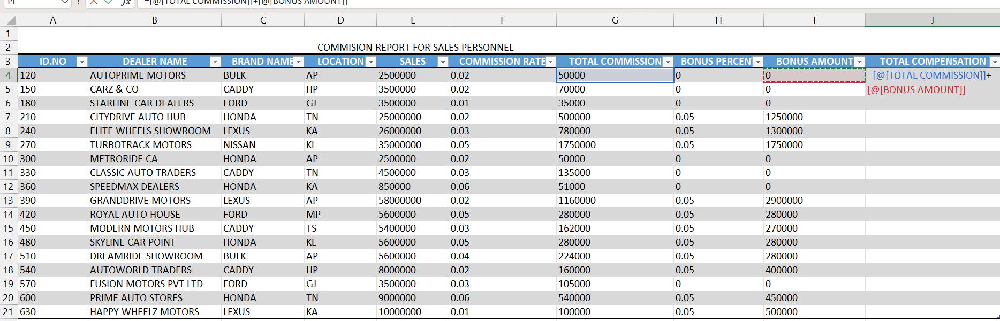 =[@[TOTAL COMMISSION]]+[@[BONUS AMOUNT]]
A B C D E F G H I J
1
2 COMMISION REPORT FOR SALES PERSONNEL
3 ID.NO DEALER NAME BRAND NAME LOCATION SALES COMMISSION RATE TOTAL COMMISSION BONUS PERCEN BONUS AMOUNT TOTAL COMPENSATION
4 120 AUTOPRIME MOTORS BULK AP 2500000 0.02 50000 0 0 =[@[TOTAL COMMISSION]]+
5 150 CARZ & CO CADDY HP 3500000 0.02 70000 0 0 [@[BONUS AMOUNT]]
6 180 STARLINE CAR DEALERS FORD GJ 3500000 0.01 35000 0 0
7 210 CITYDRIVE AUTO HUB HONDA TN 25000000 0.02 500000 0.05 1250000
8 240 ELITE WHEELS SHOWROOM LEXUS KA 26000000 0.03 780000 0.05 1300000
9 270 TURBOTRACK MOTORS NISSAN KL 35000000 0.05 1750000 0.05 1750000
10 300 METRORIDE CA HONDA AP 2500000 0.02 50000 0 0
11 330 CLASSIC AUTO TRADERS CADDY TN 4500000 0.03 135000 0 0
12 360 SPEEDMAX DEALERS HONDA KA 850000 0.06 51000 0 0
13 390 GRANDDRIVE MOTORS LEXUS AP 58000000 0.02 1160000 0.05 2900000
14 420 ROYAL AUTO HOUSE FORD MP 5600000 0.05 280000 0.05 280000
15 450 MODERN MOTORS HUB CADDY TS 5400000 0.03 162000 0.05 270000
16 480 SKYLINE CAR POINT HONDA KL 5600000 0.05 280000 0.05 280000
17 510 DREAMRIDE SHOWROOM BULK AP 5600000 0.04 224000 0.05 280000
18 540 AUTOWORLD TRADERS CADDY HP 8000000 0.02 160000 0.05 400000
19 570 FUSION MOTORS PVT LTD FORD GJ 3500000 0.03 105000 0 0
20 600 PRIME AUTO STORES HONDA TN 9000000 0.06 540000 0.05 450000
21 630 HAPPY WHEELZ MOTORS LEXUS KA 10000000 0.01 100000 0.05 500000